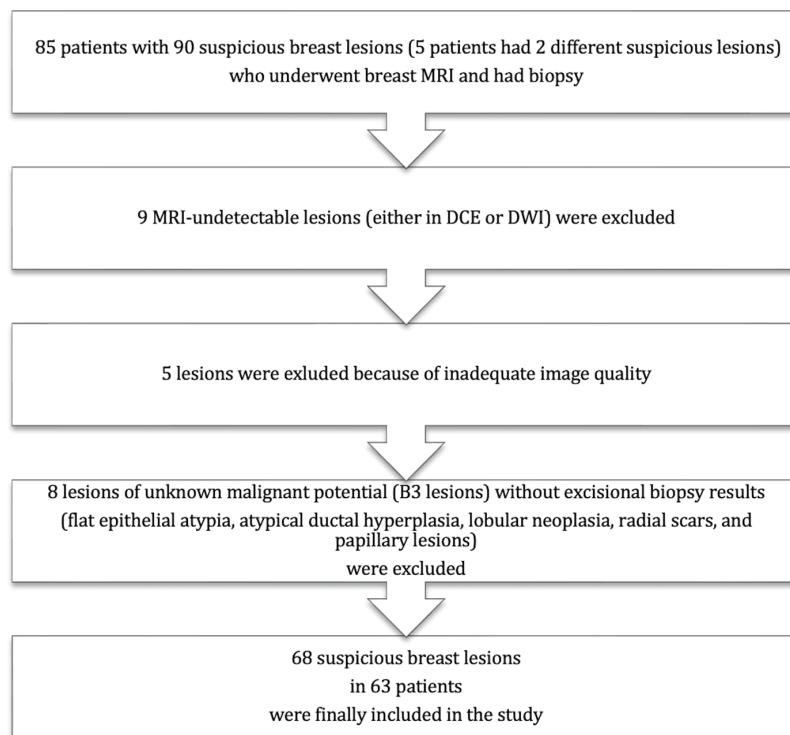 85 patients with 90 suspicious breast lesions (5 patients had 2 different suspicious lesions)
who underwent breast MRI and had biopsy
9 MRI-undetectable lesions (either in DCE or DWI) were excluded
5 lesions were exluded because of inadequate image quality
8 lesions of unknown malignant potential (B3 lesions) without excisional biopsy results
(flat epithelial atypia, atypical ductal hyperplasia, lobular neoplasia, radial scars, and
papillary lesions)
were excluded
68 suspicious breast lesions
in 63 patients
were finally included in the study